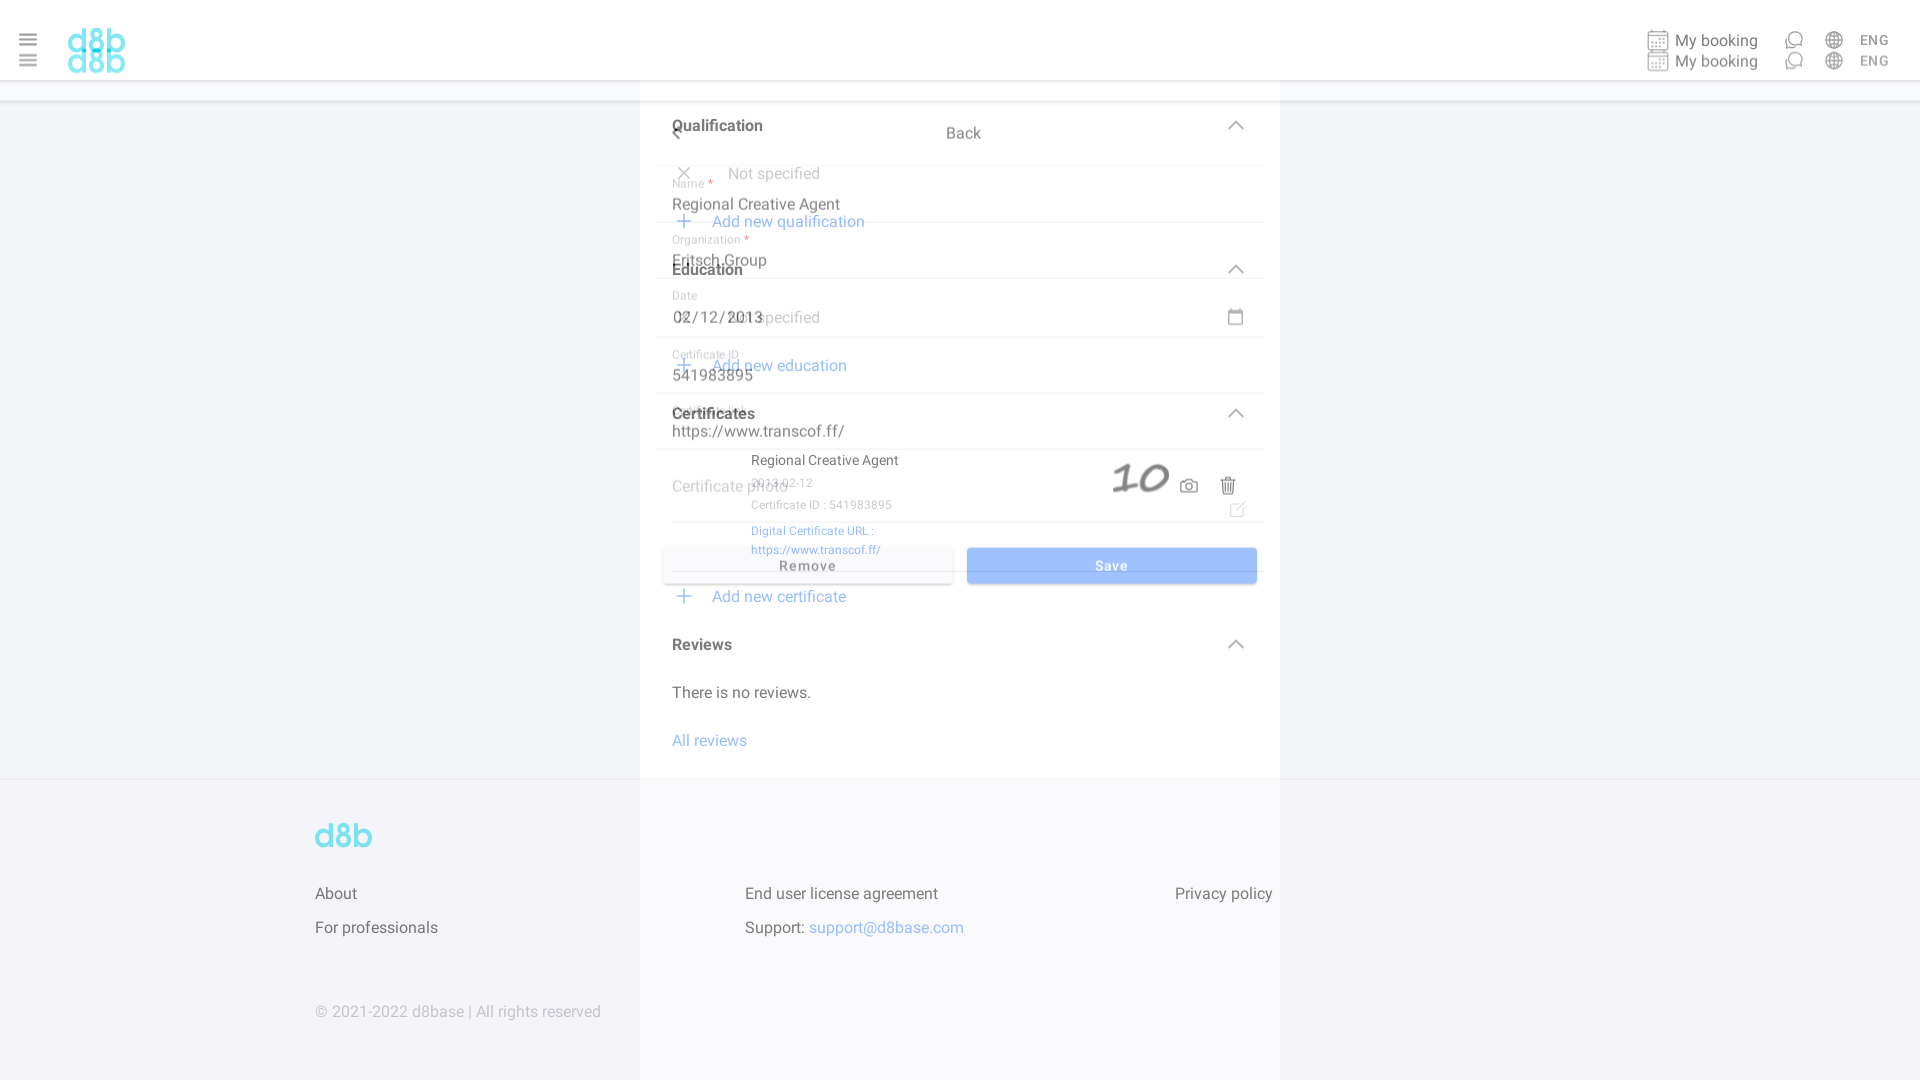 d8b
My booking
ENG
d8b
My booking
ENG
Qualification
Back
Not specified
Name *
Regional Creative Agent
Add new qualification
Organization *
Fritsch Group
Education
Date
02/12/2013
Not specified
Certificate ID
Add new education
541983895
Certificates
https://www.transcof.ff/
Regional Creative Agent
2013-02-12
Certificate photo
10
Certificate ID : 541983895
Digital Certificate URL :
https://www.transcof.ff/
Remove
Save
Add new certificate
Reviews
There is no reviews.
All reviews
d8b
About
End user license agreement
Privacy policy
For professionals
Support: support@d8base.com
© 2021-2022 d8base | All rights reserved